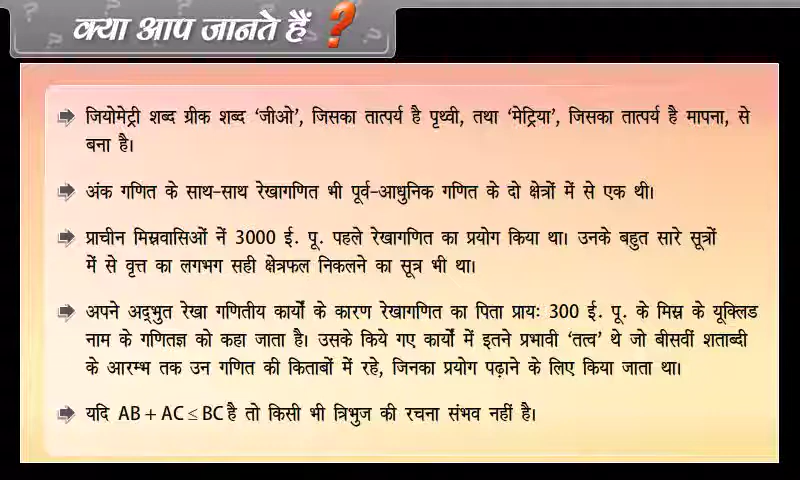 क्या आप जानते हैं ?
जियोमेट्री शब्द ग्रीक शब्द ‘जीओ’, जिसका तात्पर्य है पृथ्वी, तथा ‘मेट्रिया’, जिसका तात्पर्य है मापना, से
बना है।
अंक गणित के साथ-साथ रेखागणित भी पूर्व-आधुनिक गणित के दो क्षेत्रों में से एक थी।
प्राचीन मिस्रवासिओं नें 3000 ई. पू. पहले रेखागणित का प्रयोग किया था। उनके बहुत सारे सूत्रों
में से वृत्त का लगभग सही क्षेत्रफल निकलने का सूत्र भी था।
अपने अद्भुत रेखा गणितीय कार्यों के कारण रेखागणित का पिता प्रायः 300 ई. पू. के मिस्र के यूक्लिड
नाम के गणितज्ञ को कहा जाता है। उसके किये गए कार्यों में इतने प्रभावी ‘तत्व’ थे जो बीसवीं शताब्दी
के आरम्भ तक उन गणित की किताबों में रहे, जिनका प्रयोग पढ़ाने के लिए किया जाता था।
यदि AB + AC ≤ BC है तो किसी भी त्रिभुज की रचना संभव नहीं है।